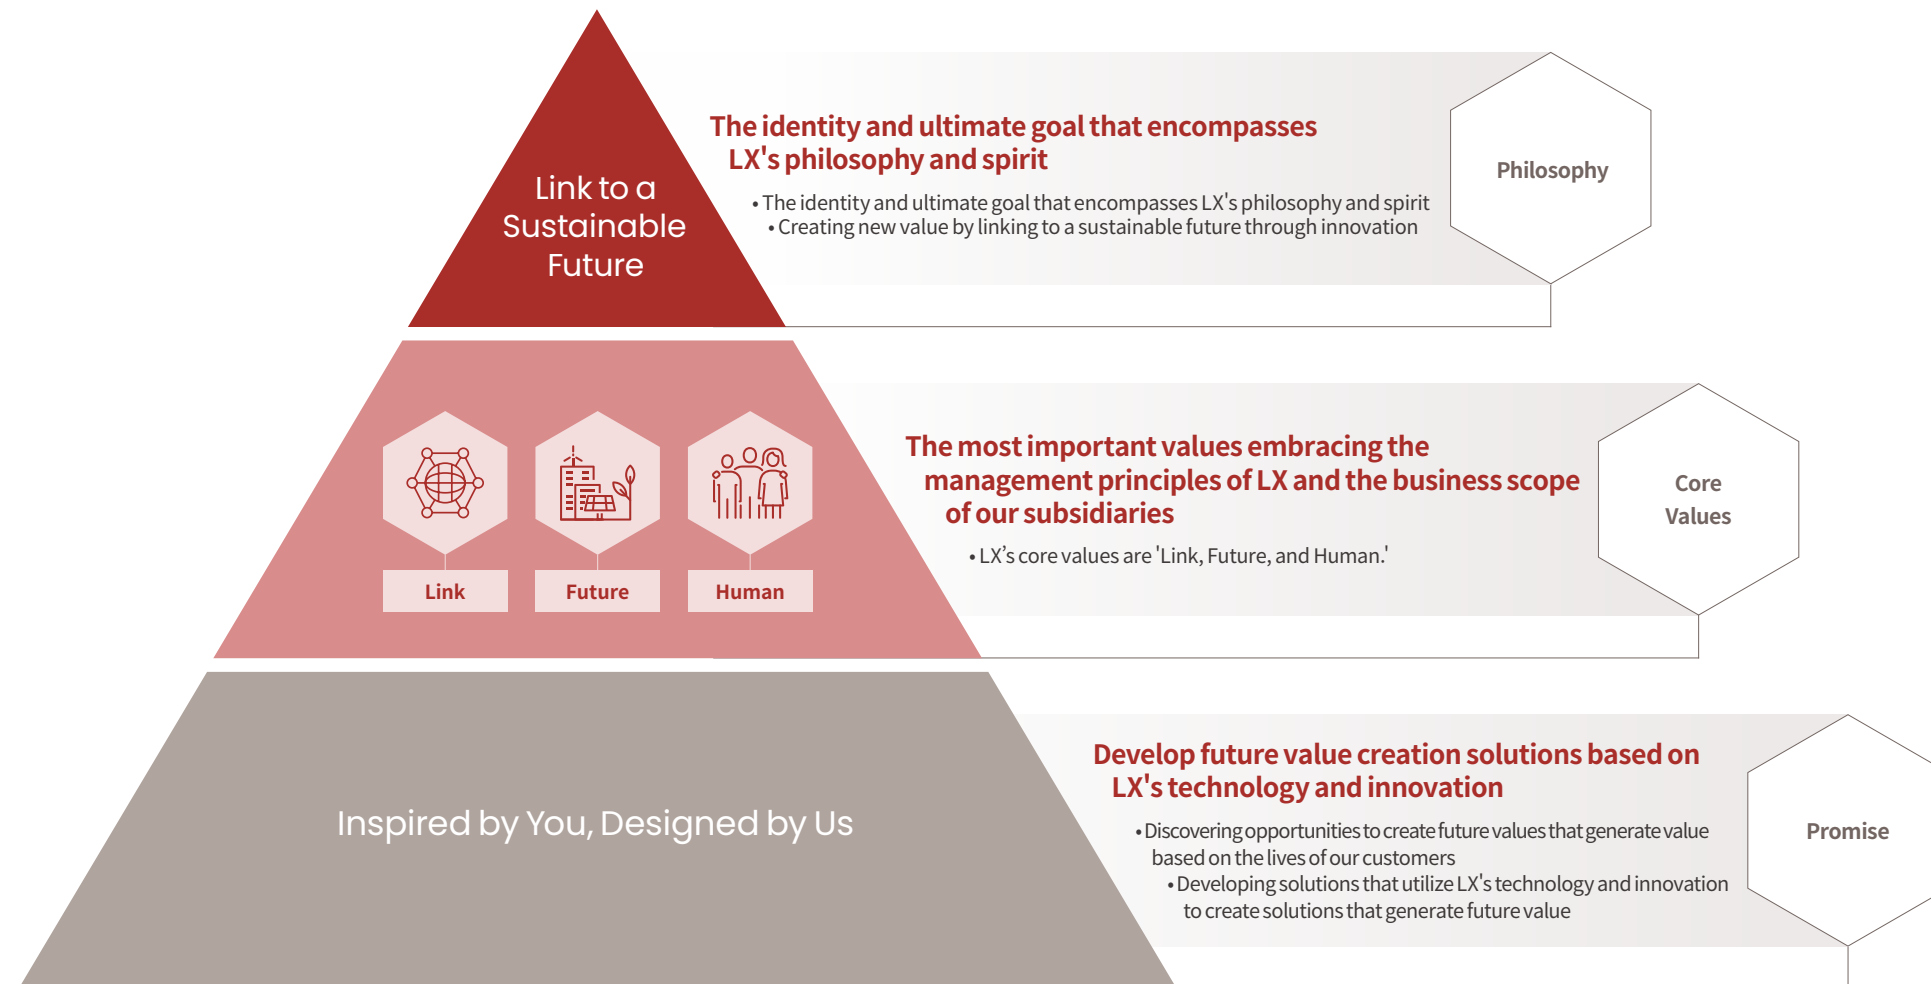 Link to a
Sustainable
Future
The identity and ultimate goal that encompasses
LX's philosophy and spirit
• The identity and ultimate goal that encompasses LX's philosophy and spirit
• Creating new value by linking to a sustainable future through innovation
Philosophy
Link
Future
Human
The most important values embracing the
management principles of LX and the business scope
of our subsidiaries
• LX’s core values are 'Link, Future, and Human.'
Core
Values
Inspired by You, Designed by Us
Develop future value creation solutions based on
LX's technology and innovation
• Discovering opportunities to create future values that generate value
based on the lives of our customers
• Developing solutions that utilize LX's technology and innovation
to create solutions that generate future value
Promise